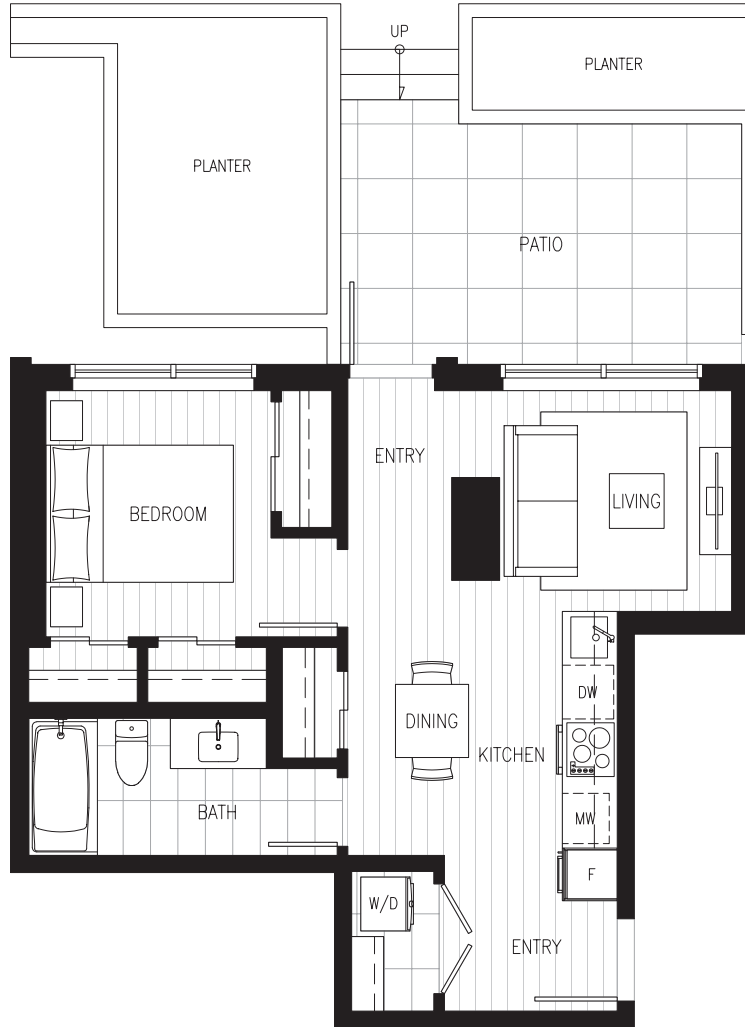 UP
PLANTER
PLANTER
PATIO
ENTRY
BEDROOM
LIVING
DW
DINING
KITCHEN
BATH
MW
F
W/D
ENTRY